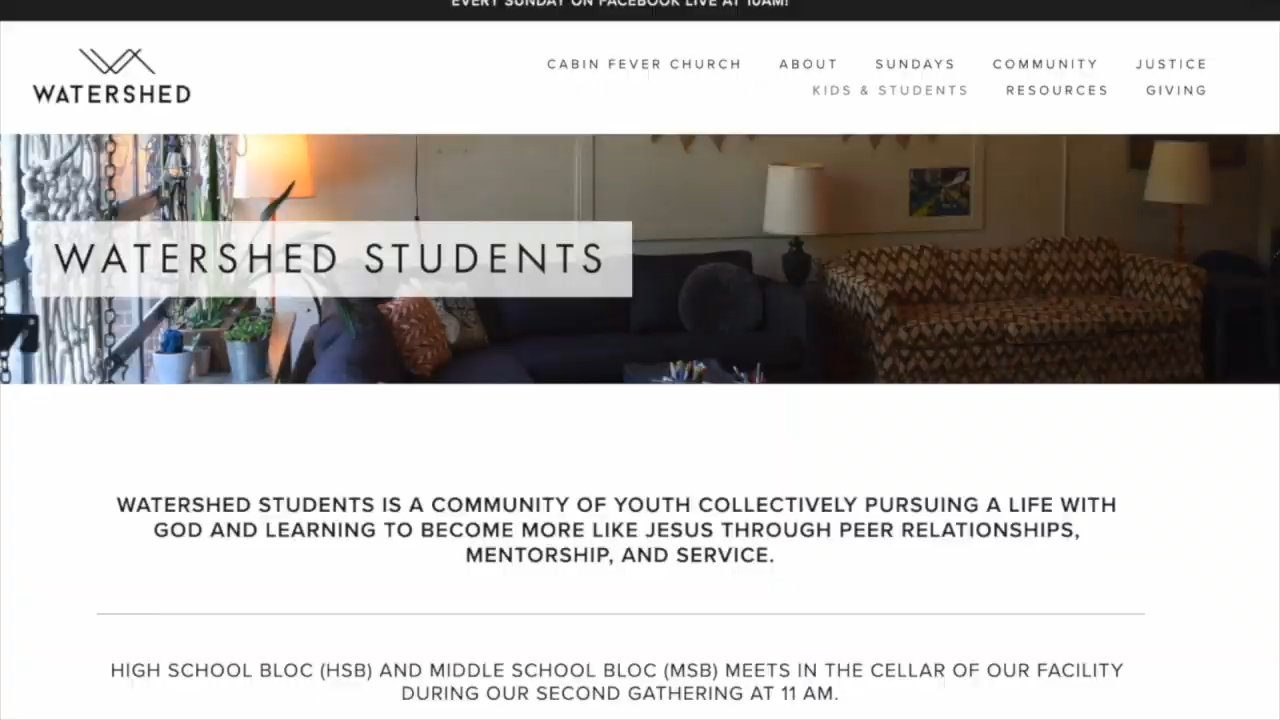 EVERY SUNDAY ON FACEBOOK LIVE AT 10AM!
WATERSHED
CABIN FEVER CHURCH ABOUT SUNDAYS COMMUNITY JUSTICE
KIDS & STUDENTS RESOURCES GIVING
WATERSHED STUDENTS
WATERSHED STUDENTS IS A COMMUNITY OF YOUTH COLLECTIVELY PURSUING A LIFE WITH
GOD AND LEARNING TO BECOME MORE LIKE JESUS THROUGH PEER RELATIONSHIPS,
MENTORSHIP, AND SERVICE.
HIGH SCHOOL BLOC (HSB) AND MIDDLE SCHOOL BLOC (MSB) MEETS IN THE CELLAR OF OUR FACILITY
DURING OUR SECOND GATHERING AT 11 AM.